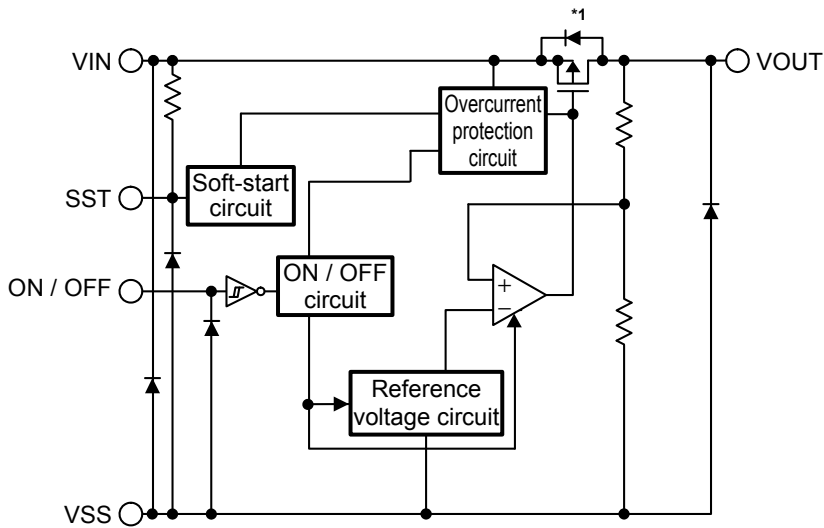 *1
VIN
VOUT
Overcurrent
protection
circuit
SST
Soft-start
circuit
ON / OFF
ON / OFF
circuit
+
−
Reference
voltage circuit
VSS